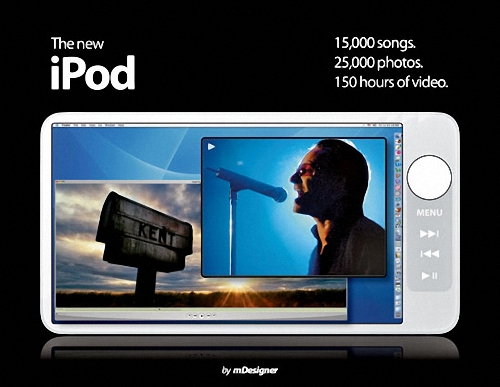 The new
iPod
15,000 songs.
25,000 photos.
150 hours of video.
KENT
MENU
by mDesigner